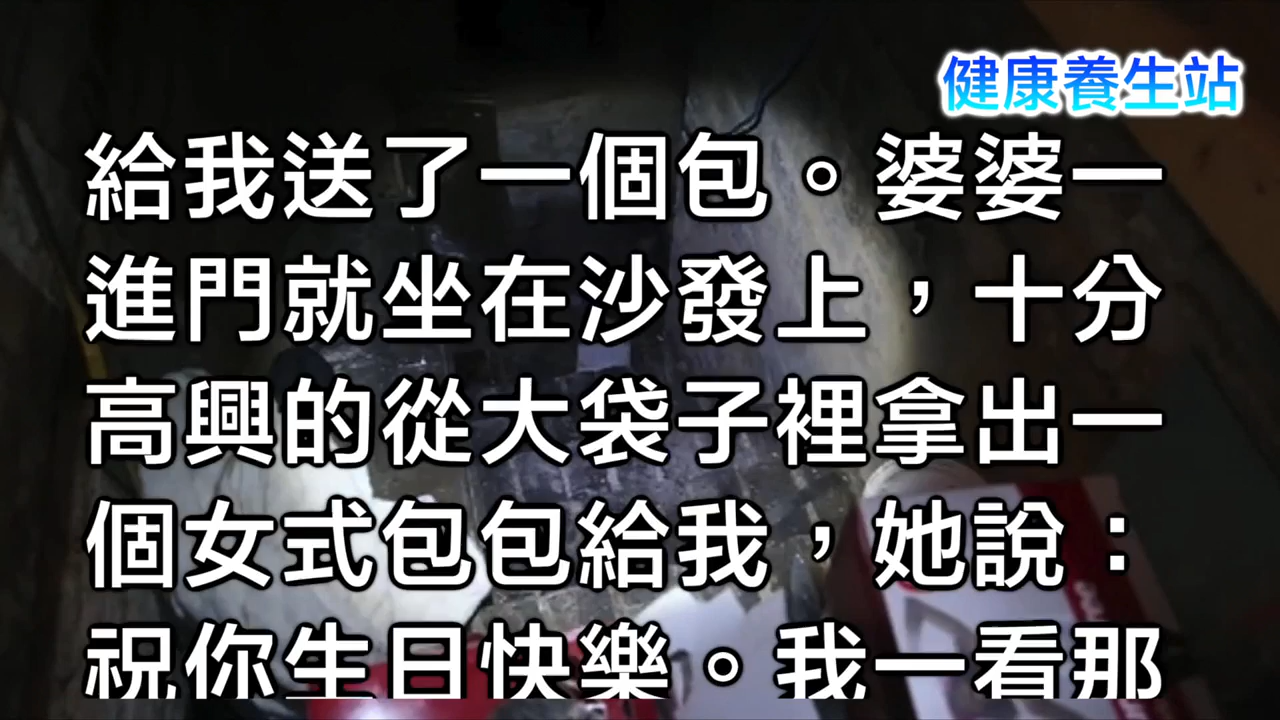 健康養生站
給我送了一個包。婆婆一
進門就坐在沙發上，十分
高興的從大袋子裡拿出一
個女式包包給我，她說：
祝你生日快樂。我一看那